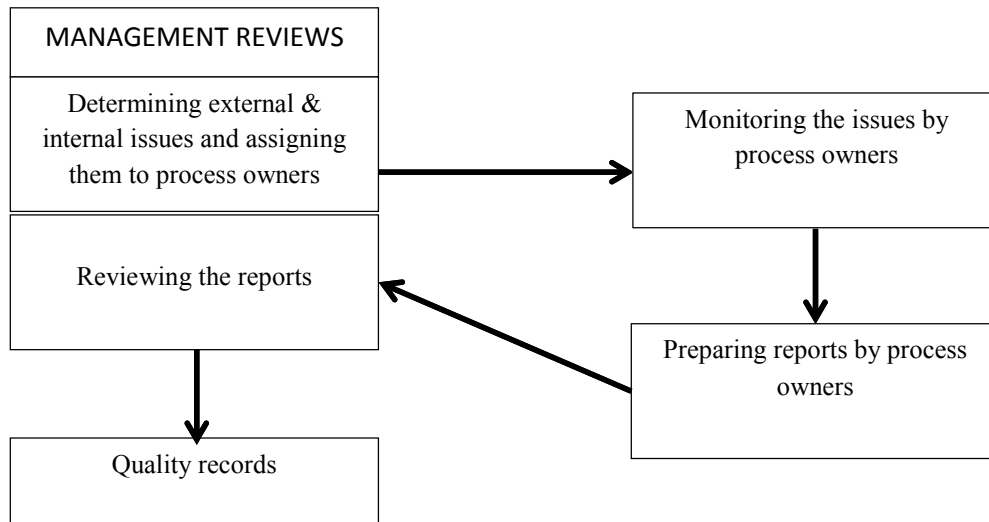 MANAGEMENT REVIEWS
Determining external &
internal issues and assigning
them to process owners
Monitoring the issues by
process owners
Reviewing the reports
Preparing reports by process
owners
Quality records